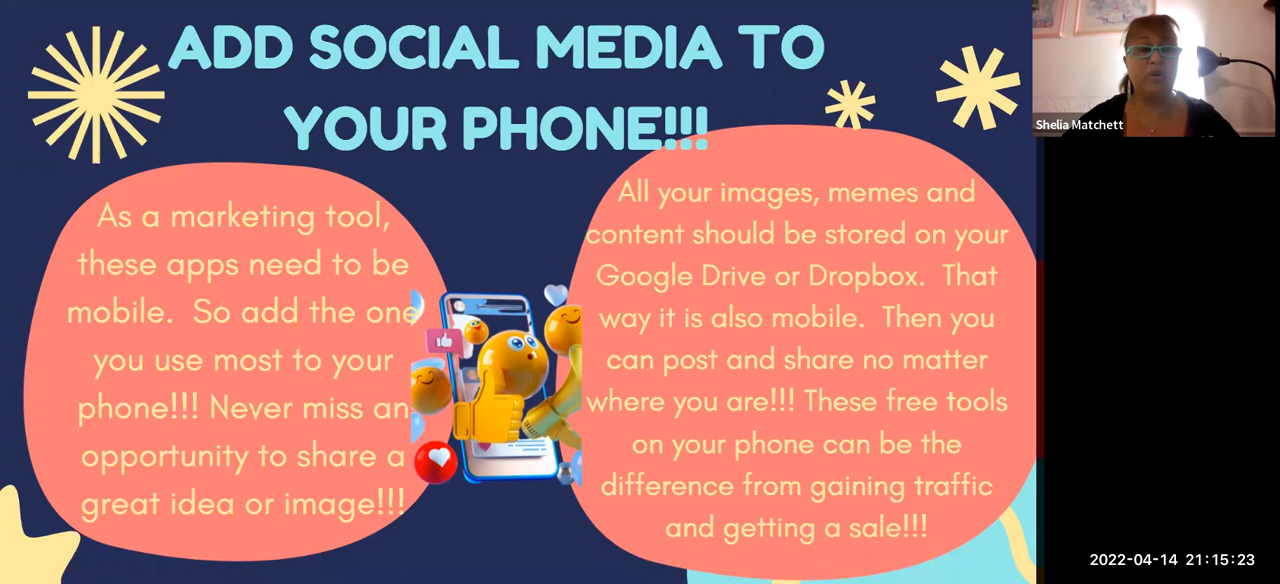 ADD SOCIAL MEDIA TO
YOUR PHONE!!!
As a marketing tool,
these apps need to be
mobile.  So add the one
you use most to your
phone!!! Never miss an
opportunity to share a
great idea or image!!!
All your images, memes and
content should be stored on your
Google Drive or Dropbox.  That
way it is also mobile.  Then you
can post and share no matter
where you are!!! These free tools
on your phone can be the
difference from gaining traffic
and getting a sale!!!
Shelia Matchett
2022-04-14 21:15:23